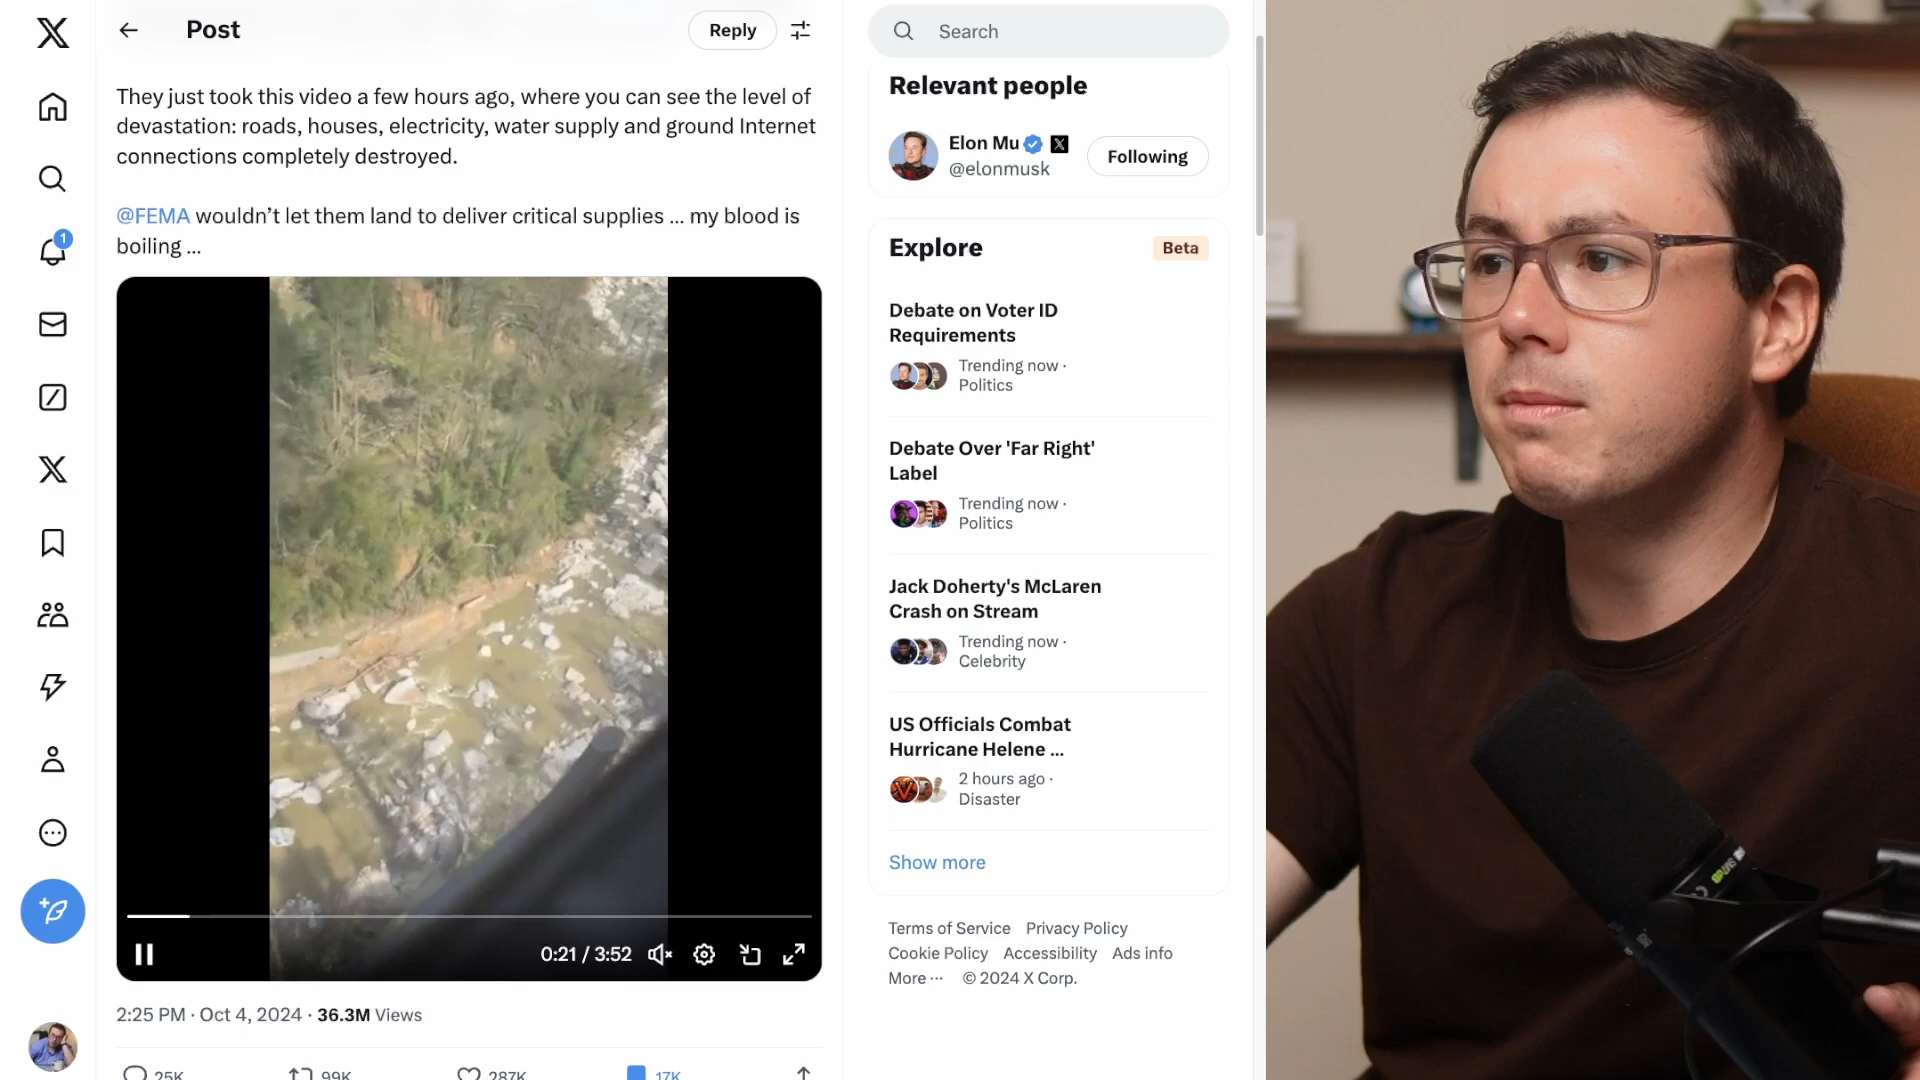 Post
Reply
They just took this video a few hours ago, where you can see the level of
devastation: roads, houses, electricity, water supply and ground Internet
connections completely destroyed.
@FEMA wouldn’t let them land to deliver critical supplies ... my blood is
boiling ...
0:21 / 3:52
2:25 PM · Oct 4, 2024 · 36.3M Views
25K
99K
287K
17K
1
Search
Relevant people
Elon Mu
@elonmusk
Following
Explore
Beta
Debate on Voter ID
Requirements
Trending now ·
Politics
Debate Over 'Far Right'
Label
Trending now ·
Politics
Jack Doherty's McLaren
Crash on Stream
Trending now ·
Celebrity
US Officials Combat
Hurricane Helene ...
2 hours ago ·
Disaster
Show more
Terms of Service Privacy Policy
Cookie Policy Accessibility Ads info
More ··· © 2024 X Corp.